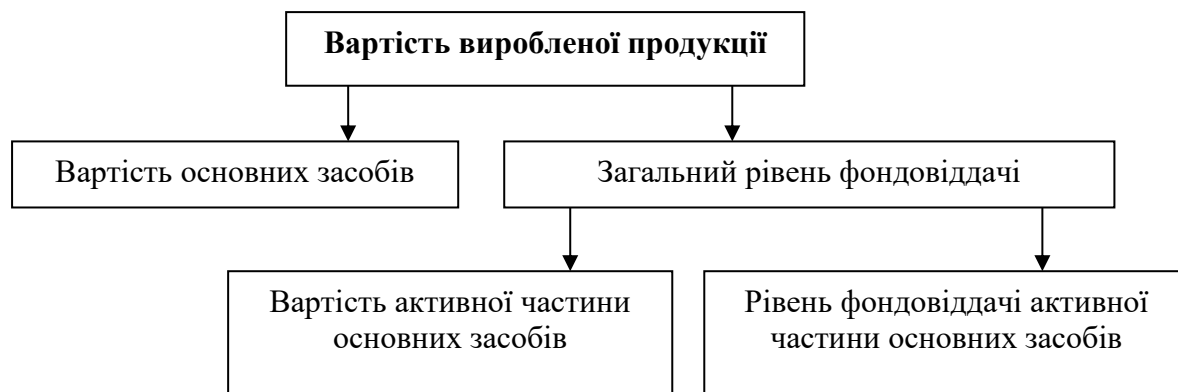 Вартість виробленої продукції
Вартість основних засобів
Загальний рівень фондовіддачі
Вартість активної частини
основних засобів
Рівень фондовіддачі активної
частини основних засобів